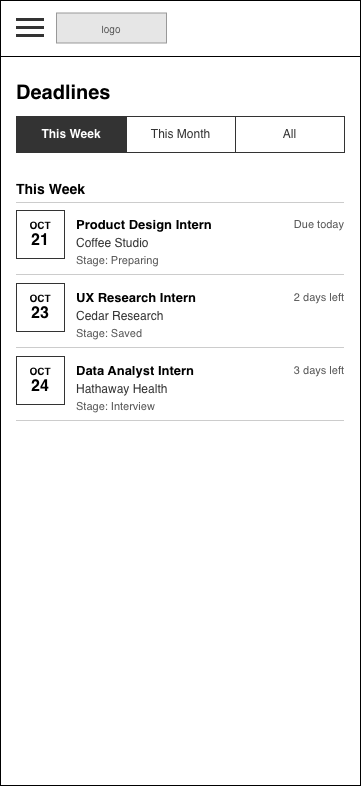 logo
Deadlines
This Week
This Month
All
This Week
OCT
21
Product Design Intern
Due today
Coffee Studio
Stage: Preparing
OCT
23
UX Research Intern
2 days left
Cedar Research
Stage: Saved
OCT
24
Data Analyst Intern
3 days left
Hathaway Health
Stage: Interview